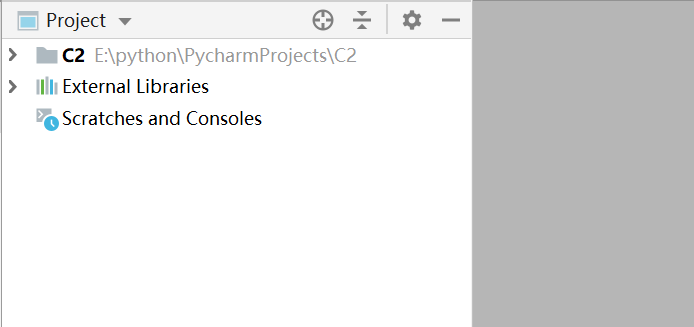 Project
C2 E:\python\PycharmProjects\C2
External Libraries
Scratches and Consoles